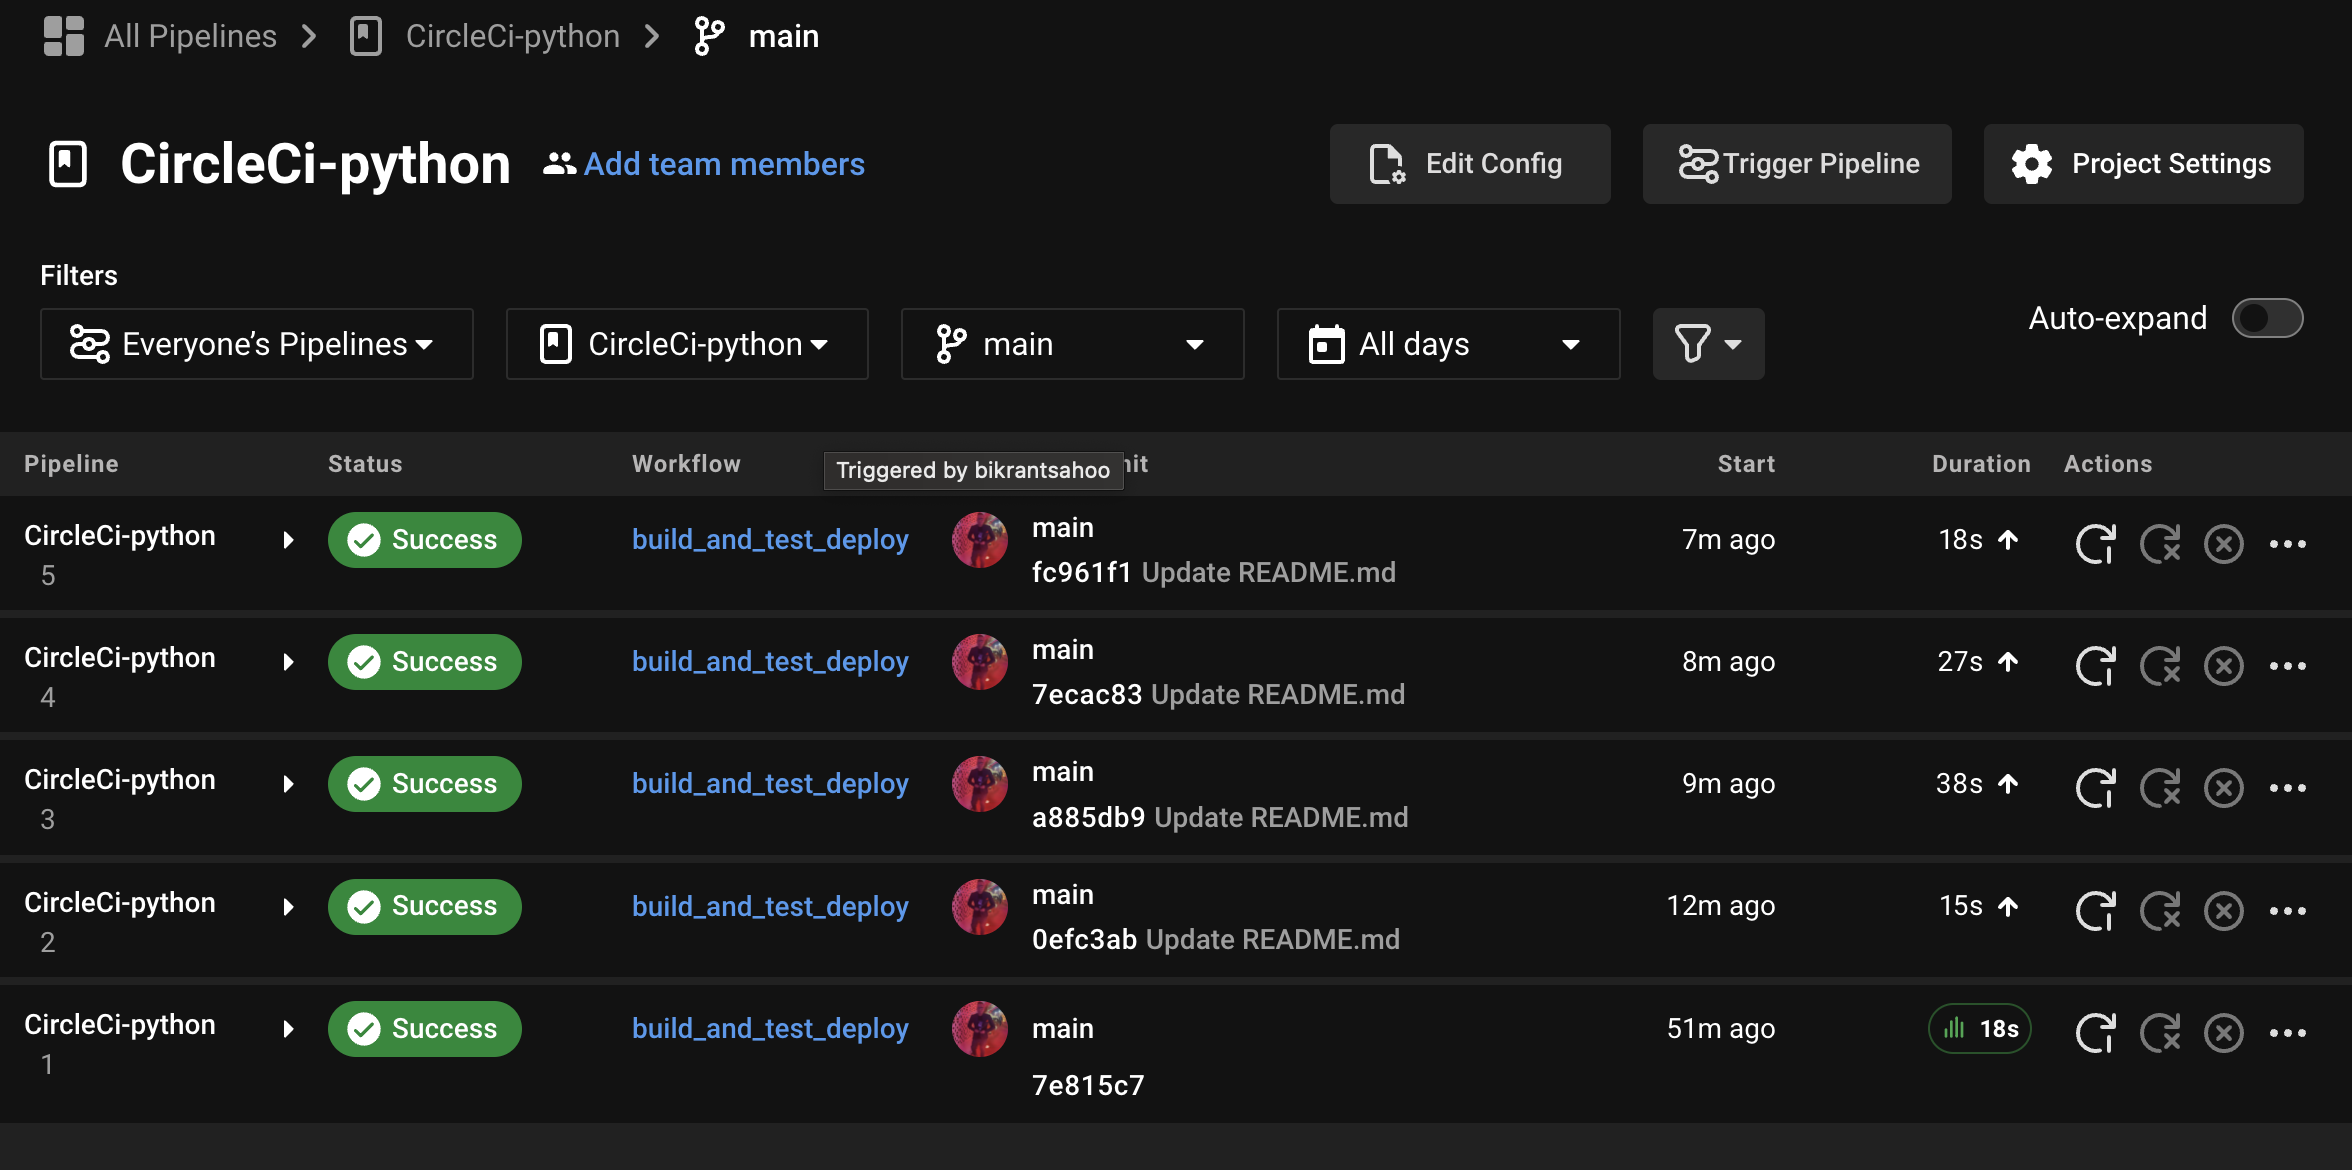 All Pipelines CircleCi-python main
CircleCi-python Add team members Edit Config Trigger Pipeline Project Settings
Filters
Everyone’s Pipelines CircleCi-python main All days Auto-expand
Pipeline Status Workflow Triggered by bikrantsahoo Start Duration Actions
CircleCi-python Success build_and_test_deploy main 7m ago 18s
5 fc961f1 Update README.md
CircleCi-python Success build_and_test_deploy main 8m ago 27s
4 7ecac83 Update README.md
CircleCi-python Success build_and_test_deploy main 9m ago 38s
3 a885db9 Update README.md
CircleCi-python Success build_and_test_deploy main 12m ago 15s
2 0efc3ab Update README.md
CircleCi-python Success build_and_test_deploy main 51m ago 18s
1 7e815c7